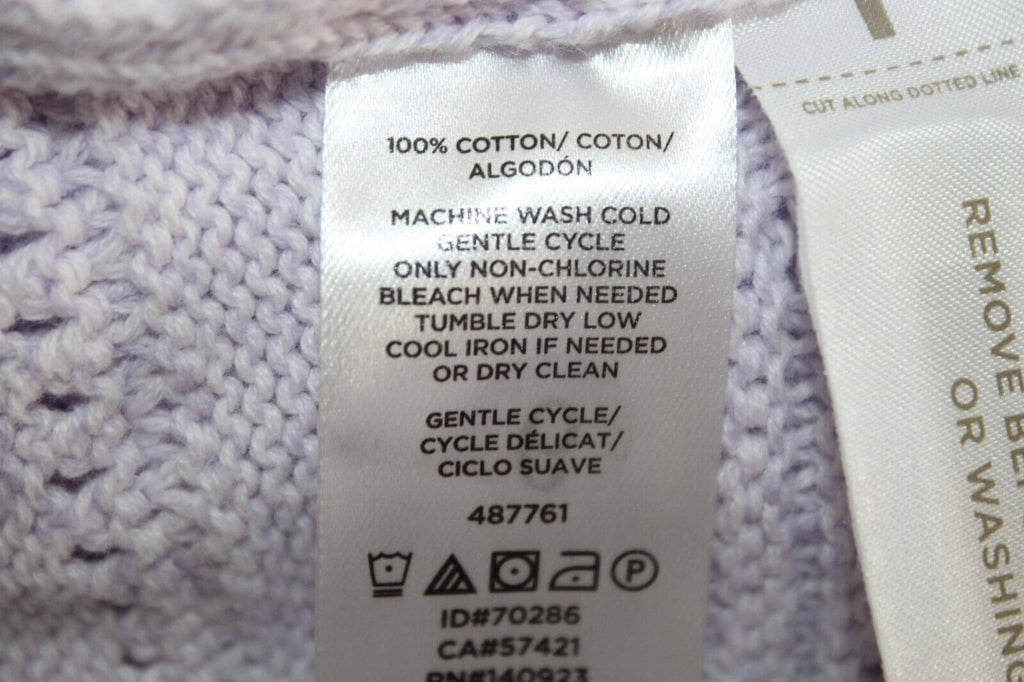 100% COTTON/ COTON/
ALGODÓN
MACHINE WASH COLD
GENTLE CYCLE
ONLY NON-CHLORINE
BLEACH WHEN NEEDED
TUMBLE DRY LOW
COOL IRON IF NEEDED
OR DRY CLEAN
GENTLE CYCLE/
CYCLE DÉLICAT/
CICLO SUAVE
487761
P
ID#70286
CA#57421
RN#140923
CUT ALONG DOTTED LINE
REMOVE
OR WASHING